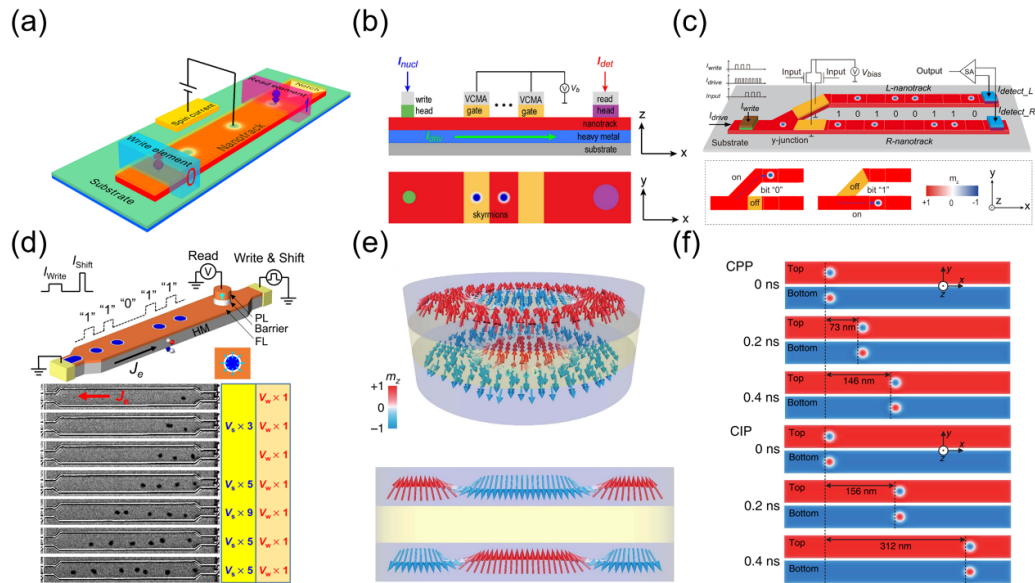 (a)
Spin current
Read element
Notch
Nanotrack
Write element
Substrate
(b)
I_nucl
I_det
V_b
write
head
VCMA
gate
VCMA
gate
read
head
nanotrack
heavy metal
substrate
z
x
skyrmions
y
x
(c)
I_write
I_drive
Input
Input
Input
V_bias
Output
SA
I_detect_L
I_detect_R
L-nanotrack
1 0 1 0 1 1 0
I_write
I_drive
Substrate
y-junction
R-nanotrack
on
bit "0"
off
off
bit "1"
on
m_z
+1
0
-1
y
z
x
(d)
I_Write
I_Shift
Read
V
Write & Shift
"1"
"1"
"0"
"1"
"1"
PL
Barrier
FL
HM
J_e
V_w × 1
V_s × 3
V_w × 1
V_w × 1
V_s × 5
V_w × 1
V_s × 9
V_w × 1
V_s × 5
V_w × 1
V_s × 5
V_w × 1
(e)
m_z
+1
0
−1
(f)
CPP
0 ns
Top
Bottom
y
z
x
0.2 ns
Top
Bottom
73 nm
0.4 ns
Top
Bottom
146 nm
CIP
0 ns
Top
Bottom
y
z
x
0.2 ns
Top
Bottom
156 nm
0.4 ns
Top
Bottom
312 nm